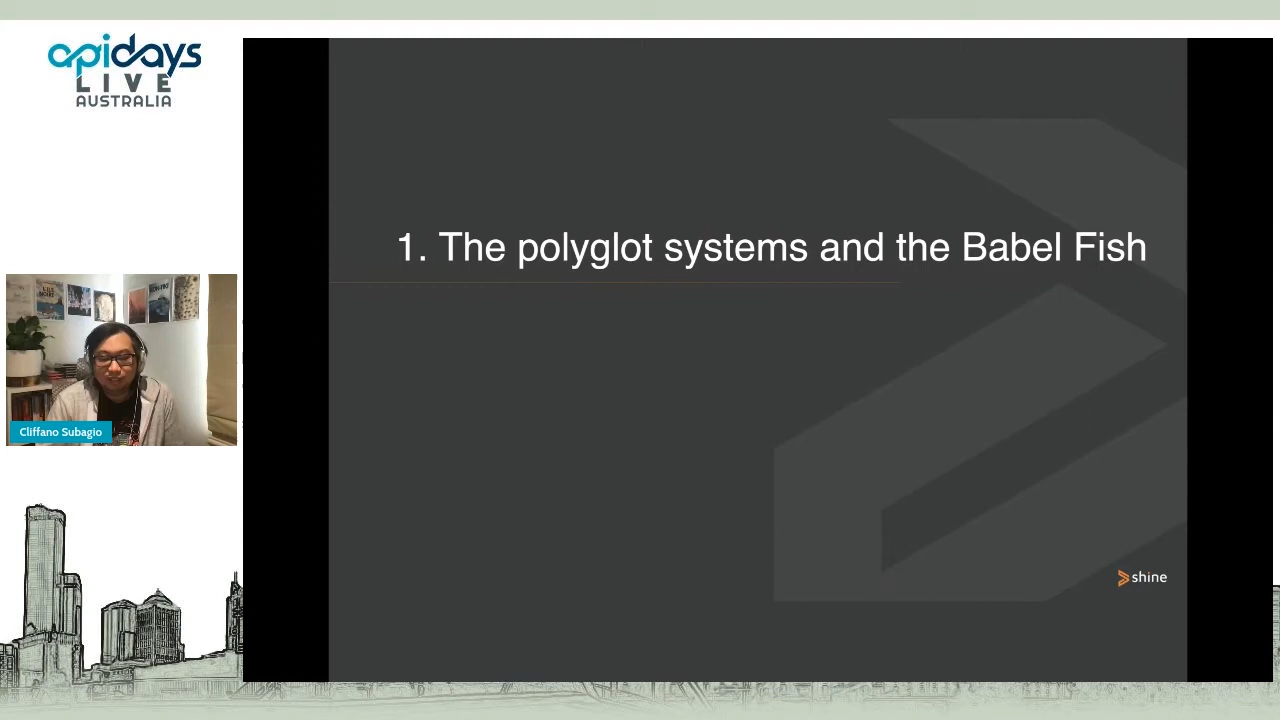 apidays
LIVE
AUSTRALIA
1. The polyglot systems and the Babel Fish
Cliffano Subagio
shine